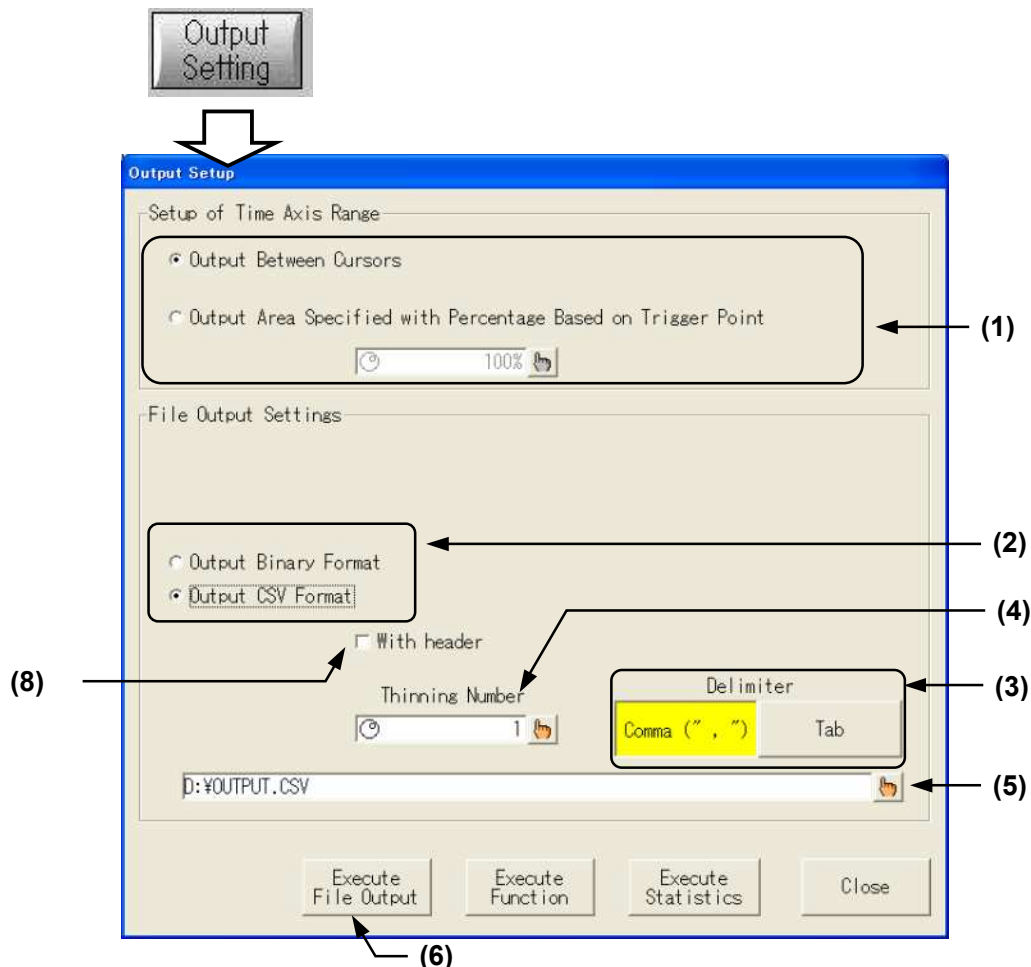 Output
Setting
Output Setup
Setup of Time Axis Range
Output Between Cursors
Output Area Specified with Percentage Based on Trigger Point
(1)
100%
File Output Settings
(2)
Output Binary Format
Output CSV Format
(4)
With header
(8)
Thinning Number
Delimiter
(3)
1
Comma (" , ")
Tab
D:¥OUTPUT.CSV
(5)
Execute
File Output
Execute
Function
Execute
Statistics
Close
(6)